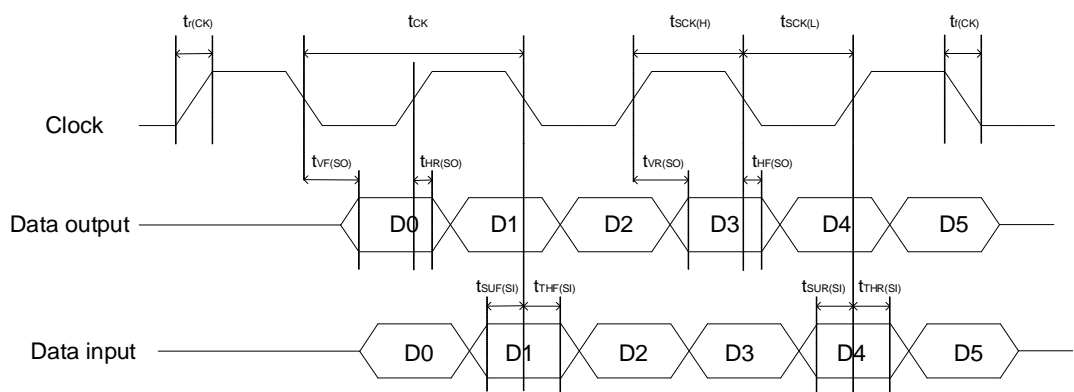 tr(CK) tCK tSCK(H) tSCK(L) tf(CK)
Clock
tVF(SO) tHR(SO) tVR(SO) tHF(SO)
Data output D0 D1 D2 D3 D4 D5
tSUF(SI) tTHF(SI) tSUR(SI) tTHR(SI)
Data input D0 D1 D2 D3 D4 D5